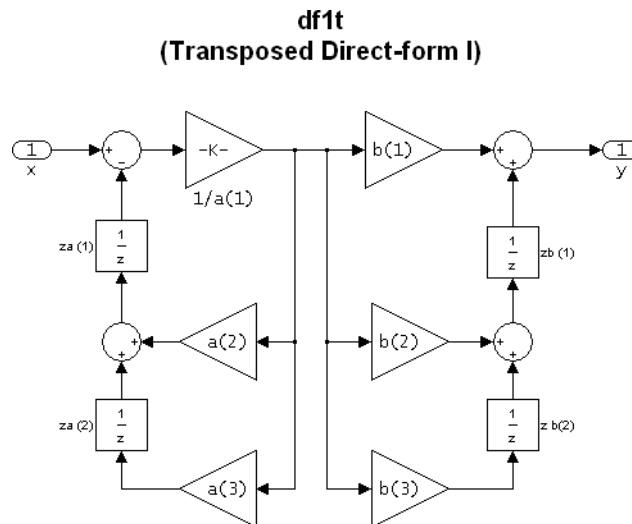 df1t
(Transposed Direct-form I)
1
x
+
−
-K-
1/a(1)
b(1)
+
+
1
y
za (1)
1
z
1
z
zb (1)
+
+
a(2)
b(2)
+
+
za (2)
1
z
1
z
z b(2)
a(3)
b(3)